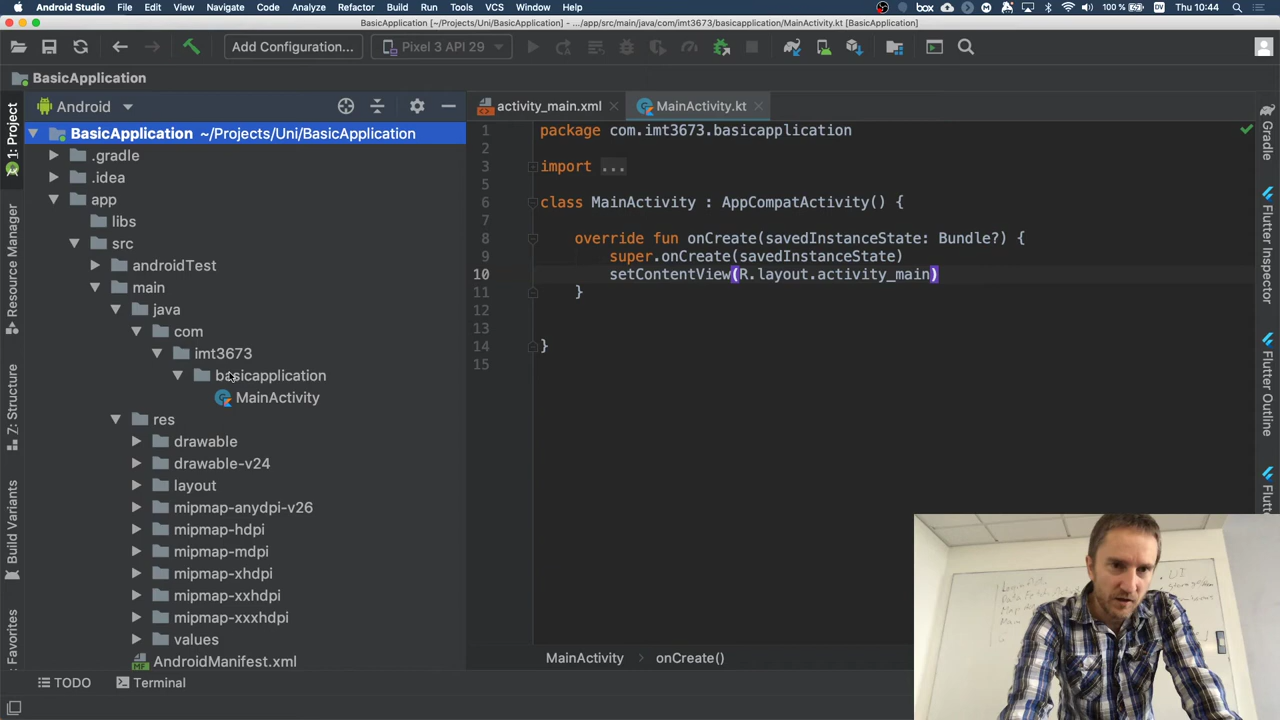 Android Studio File Edit View Navigate Code Analyze Refactor Build Run Tools VCS Window Help
box 100 % Thu 10:44
BasicApplication [~/Projects/Uni/BasicApplication] - .../app/src/main/java/com/imt3673/basicapplication/MainActivity.kt [BasicApplication]
Add Configuration... Pixel 3 API 29
BasicApplication
1: Project
Resource Manager
Z: Structure
Build Variants
Favorites
Android
BasicApplication ~/Projects/Uni/BasicApplication
.gradle
.idea
app
libs
src
androidTest
main
java
com
imt3673
basicapplication
MainActivity
res
drawable
drawable-v24
layout
mipmap-anydpi-v26
mipmap-hdpi
mipmap-mdpi
mipmap-xhdpi
mipmap-xxhdpi
mipmap-xxxhdpi
values
AndroidManifest.xml
activity_main.xml MainActivity.kt
1 package com.imt3673.basicapplication
2
3 import ...
5
6 class MainActivity : AppCompatActivity() {
7
8 override fun onCreate(savedInstanceState: Bundle?) {
9 super.onCreate(savedInstanceState)
10 setContentView(R.layout.activity_main)
11 }
12
13
14 }
15
MainActivity > onCreate()
Gradle
Flutter Inspector
Flutter Outline
TODO Terminal
UI